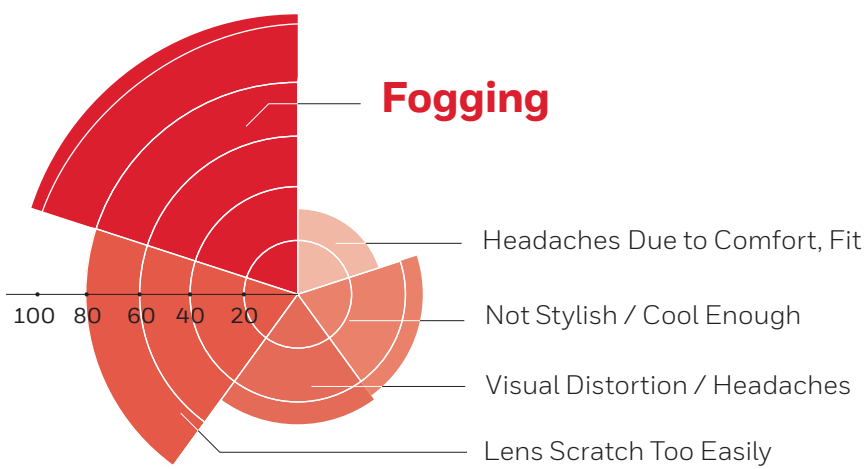 Fogging
Headaches Due to Comfort, Fit
Not Stylish / Cool Enough
100 80 60 40 20
Visual Distortion / Headaches
Lens Scratch Too Easily